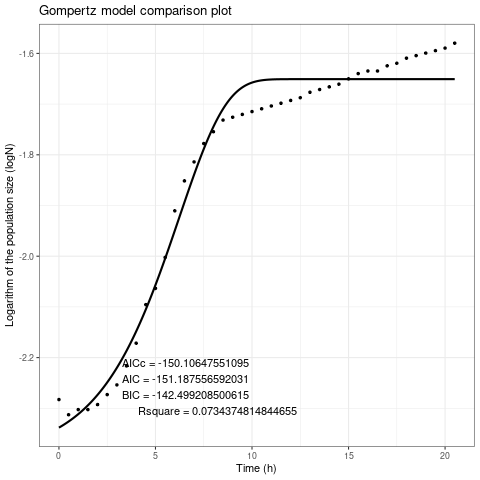 Gompertz model comparison plot
Logarithm of the population size (logN)
-1.6
-1.8
-2.0
-2.2
AICc = -150.10647551095
AIC = -151.187556592031
BIC = -142.499208500615
Rsquare = 0.0734374814844655
0 5 10 15 20
Time (h)